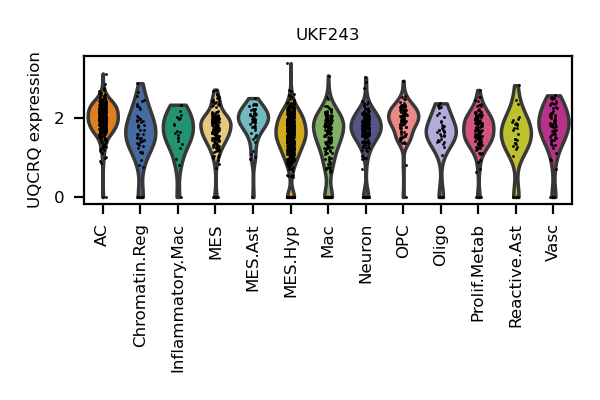 UKF243
UQCRQ expression
2
0
AC
Chromatin.Reg
Inflammatory.Mac
MES
MES.Ast
MES.Hyp
Mac
Neuron
OPC
Oligo
Prolif.Metab
Reactive.Ast
Vasc